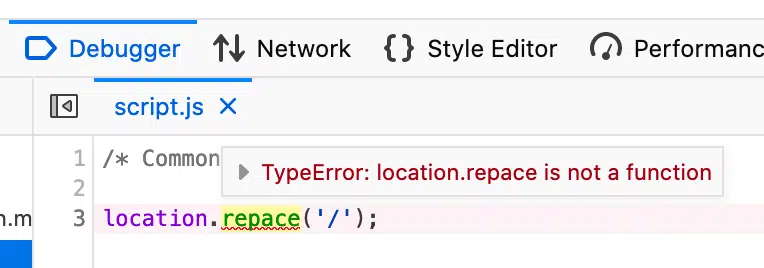 Debugger Network Style Editor Performanc
script.js
1 /* Common
TypeError: location.repace is not a function
2
3 location.repace('/');
n.m